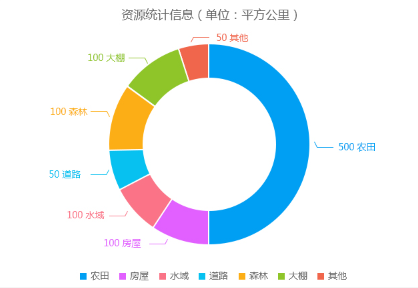 资源统计信息（单位：平方公里）
50 其他
100 大棚
100 森林
500 农田
50 道路
100 水域
100 房屋
农田 房屋 水域 道路 森林 大棚 其他